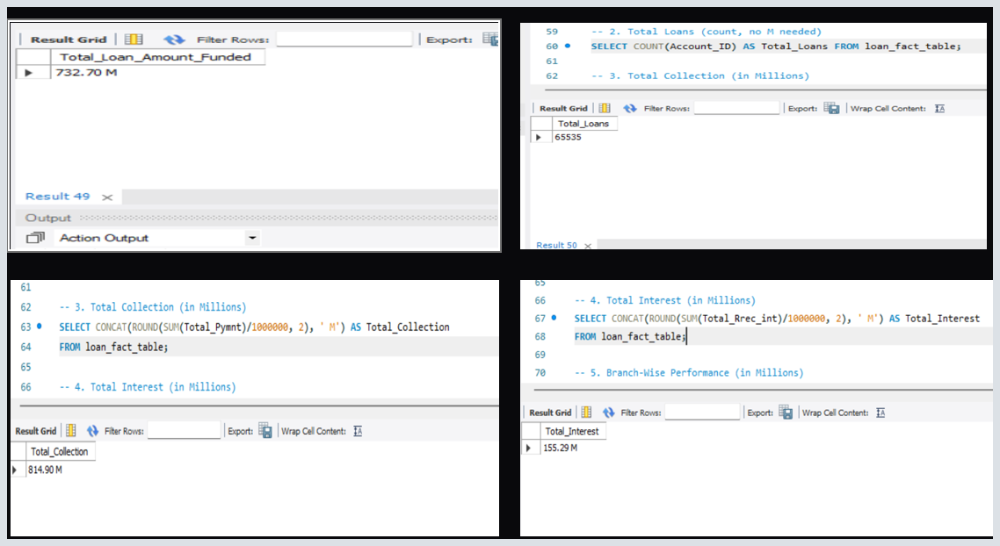 Result Grid Filter Rows: Export:
Total_Loan_Amount_Funded
732.70 M
Result 49 ×
Output
Action Output
59 -- 2. Total Loans (count, no M needed)
60 SELECT COUNT(Account_ID) AS Total_Loans FROM loan_fact_table;
61
62 -- 3. Total Collection (in Millions)
Result Grid Filter Rows: Export: Wrap Cell Content:
Total_Loans
65535
Result 50 ×
61
62 -- 3. Total Collection (in Millions)
63 SELECT CONCAT(ROUND(SUM(Total_Pymnt)/1000000, 2), ' M') AS Total_Collection
64 FROM loan_fact_table;
65
66 -- 4. Total Interest (in Millions)
Result Grid Filter Rows: Export: Wrap Cell Content:
Total_Collection
814.90 M
65
66 -- 4. Total Interest (in Millions)
67 SELECT CONCAT(ROUND(SUM(Total_Rrec_int)/1000000, 2), ' M') AS Total_Interest
68 FROM loan_fact_table;
69
70 -- 5. Branch-Wise Performance (in Millions)
Result Grid Filter Rows: Export: Wrap Cell Content:
Total_Interest
155.29 M